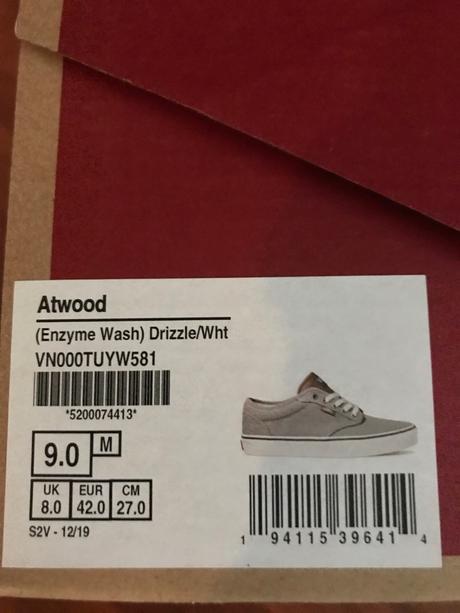 Atwood
(Enzyme Wash) Drizzle/Wht
VN000TUYW581
*5200074413*
9.0 M
UK EUR CM
8.0 42.0 27.0
S2V - 12/19
1 94115 39641 4